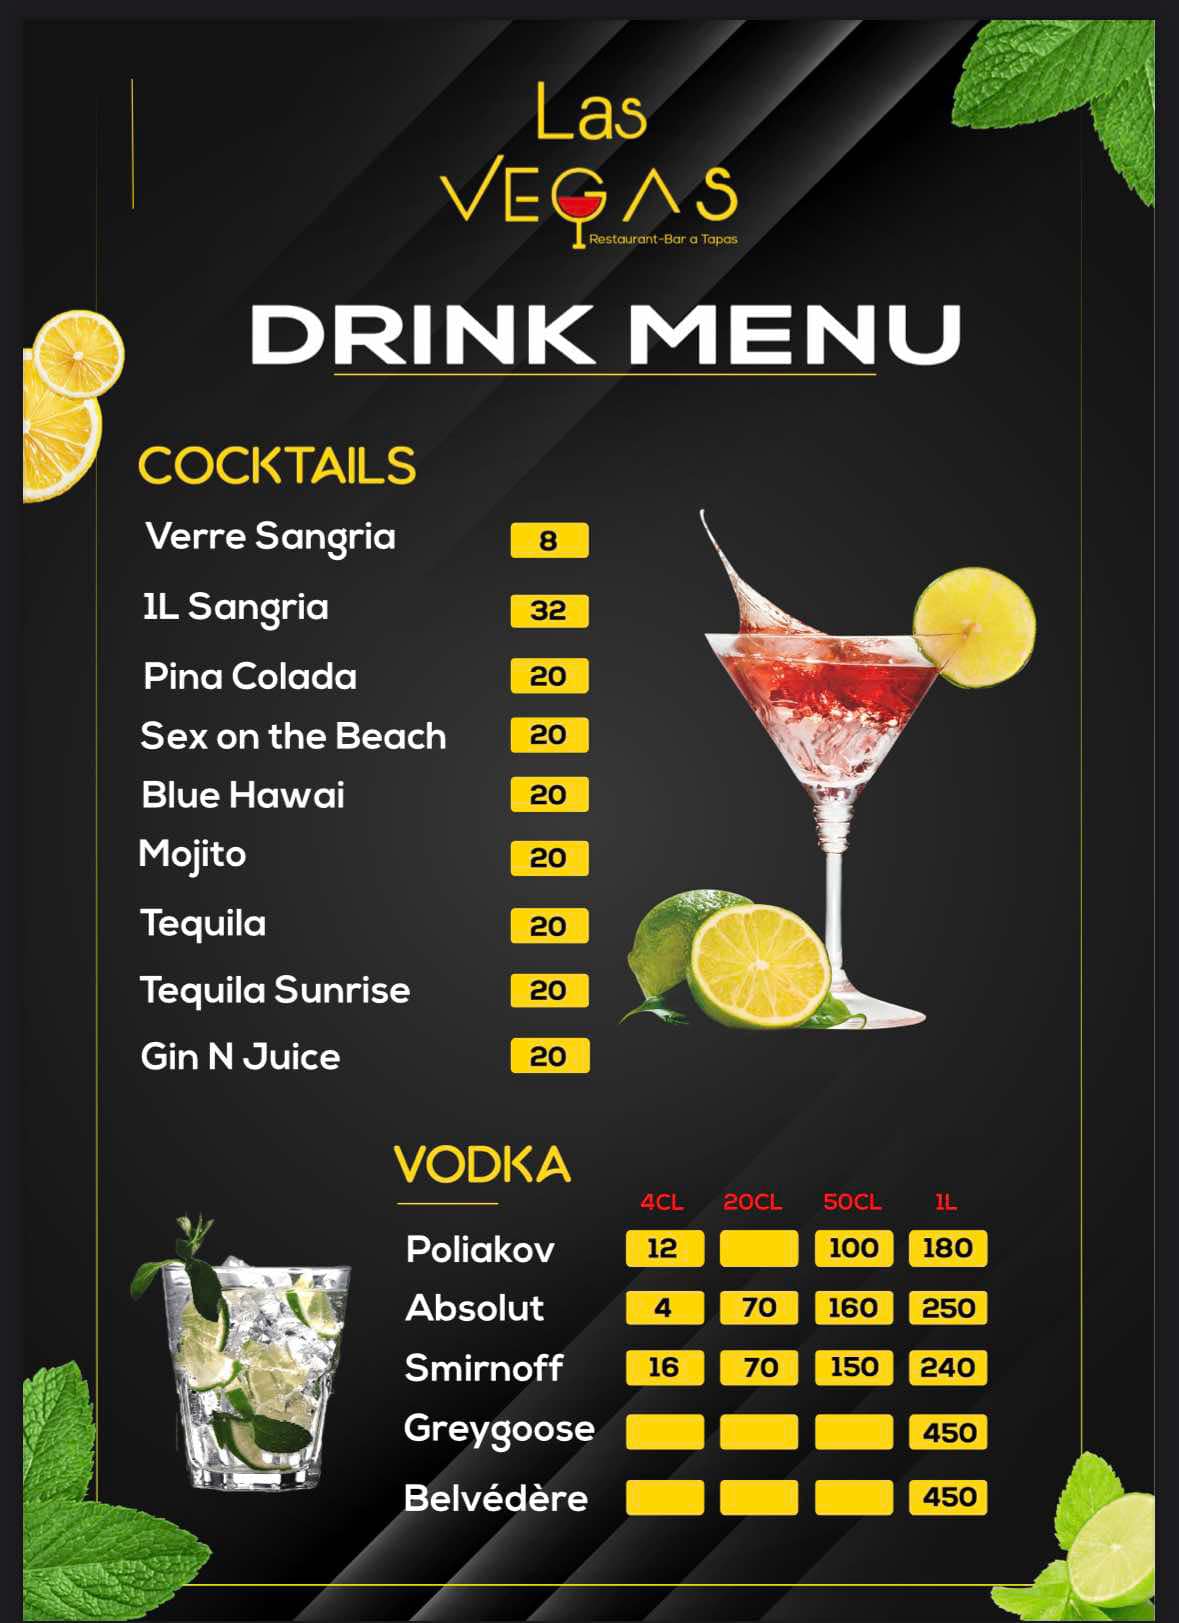 Las
VEGAS
Restaurant-Bar a Tapas
DRINK MENU
COCKTAILS
Verre Sangria 8
1L Sangria 32
Pina Colada 20
Sex on the Beach 20
Blue Hawai 20
Mojito 20
Tequila 20
Tequila Sunrise 20
Gin N Juice 20
VODKA
4CL 20CL 50CL 1L
Poliakov 12 100 180
Absolut 4 70 160 250
Smirnoff 16 70 150 240
Greygoose 450
Belvédère 450